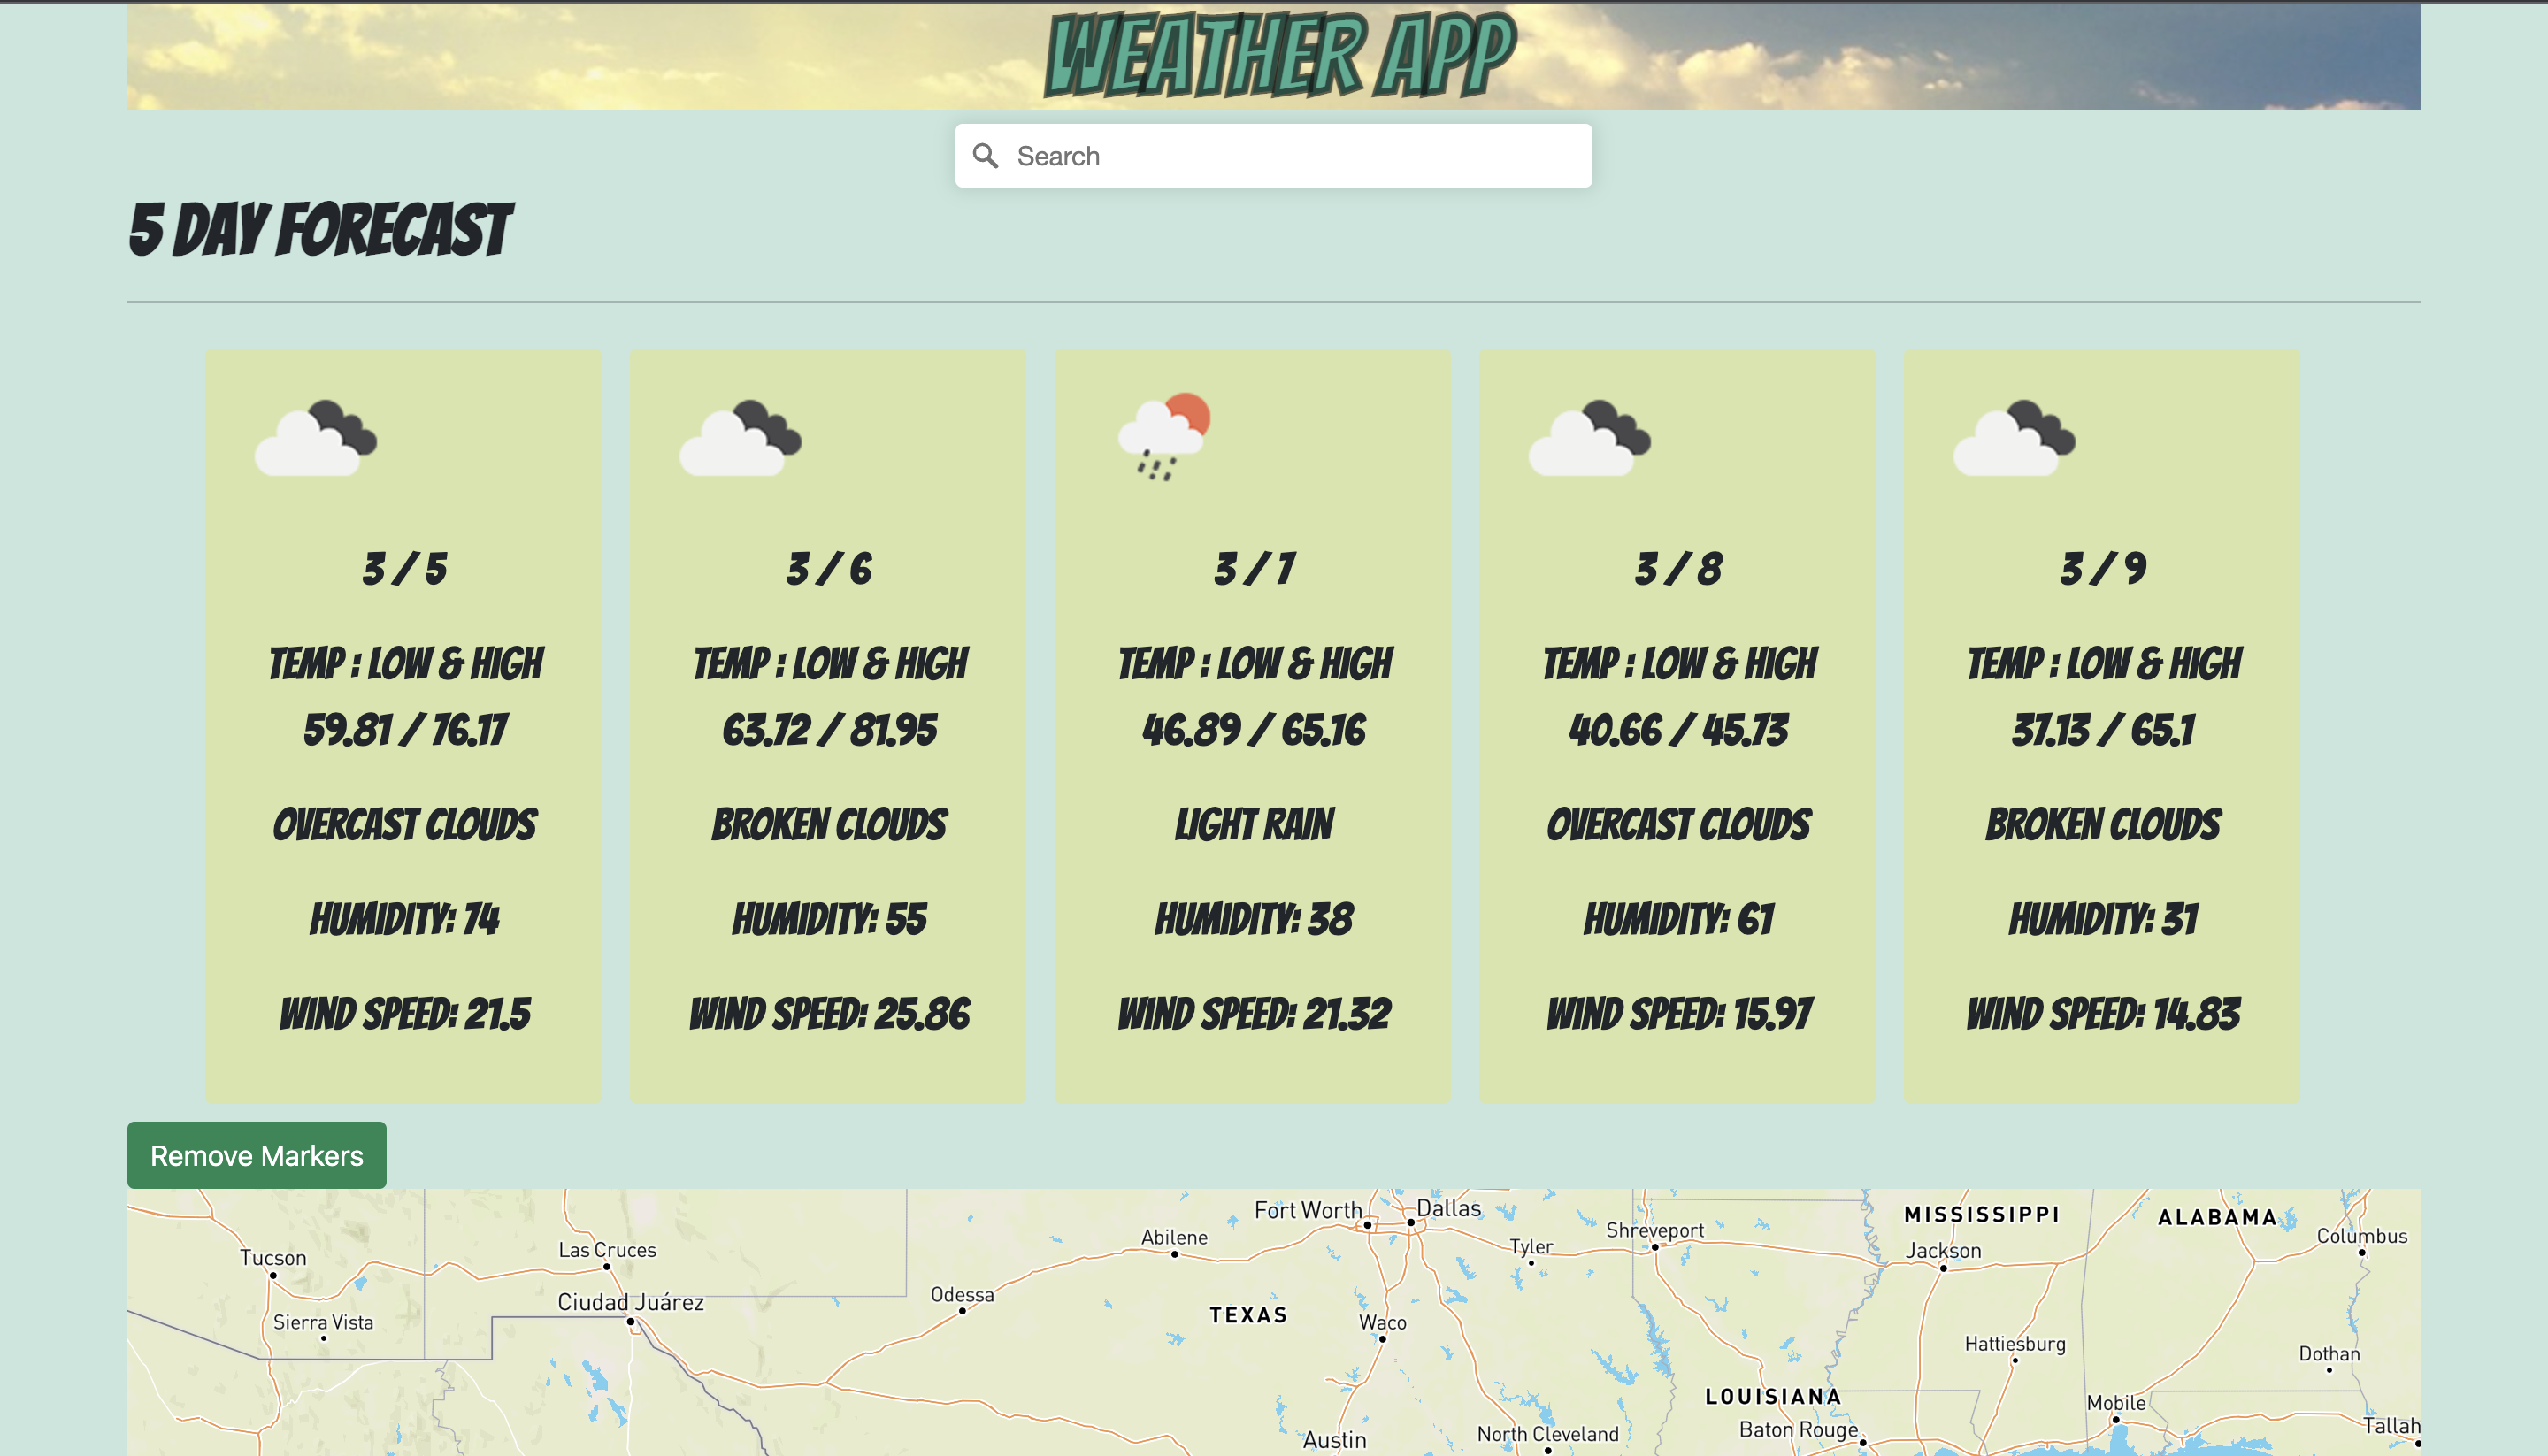 WEATHER APP
Search
5 DAY FORECAST
3 / 5
TEMP : LOW & HIGH
59.81 / 76.17
OVERCAST CLOUDS
HUMIDITY: 74
WIND SPEED: 21.5
3 / 6
TEMP : LOW & HIGH
63.72 / 81.95
BROKEN CLOUDS
HUMIDITY: 55
WIND SPEED: 25.86
3 / 7
TEMP : LOW & HIGH
46.89 / 65.16
LIGHT RAIN
HUMIDITY: 38
WIND SPEED: 21.32
3 / 8
TEMP : LOW & HIGH
40.66 / 45.73
OVERCAST CLOUDS
HUMIDITY: 61
WIND SPEED: 15.97
3 / 9
TEMP : LOW & HIGH
37.13 / 65.1
BROKEN CLOUDS
HUMIDITY: 31
WIND SPEED: 14.83
Remove Markers
Fort Worth
Dallas
MISSISSIPPI
ALABAMA
Tucson
Las Cruces
Abilene
Tyler
Shreveport
Jackson
Columbus
Ciudad Juárez
Odessa
Sierra Vista
TEXAS
Waco
Hattiesburg
Dothan
LOUISIANA
Mobile
Austin
North Cleveland
Baton Rouge
Tallah